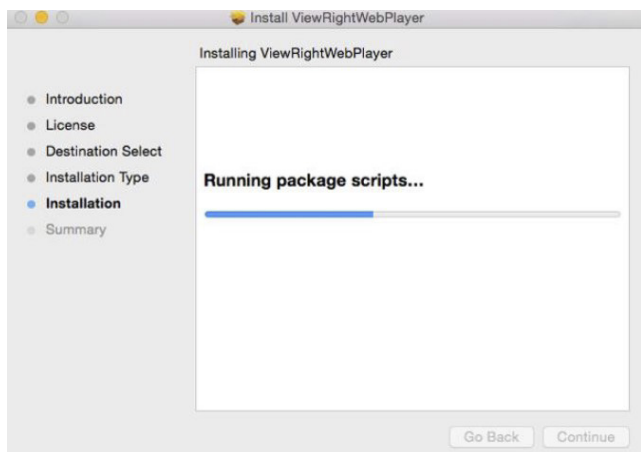 Install ViewRightWebPlayer
Installing ViewRightWebPlayer
Introduction
License
Destination Select
Installation Type
Installation
Summary
Running package scripts...
Go Back
Continue